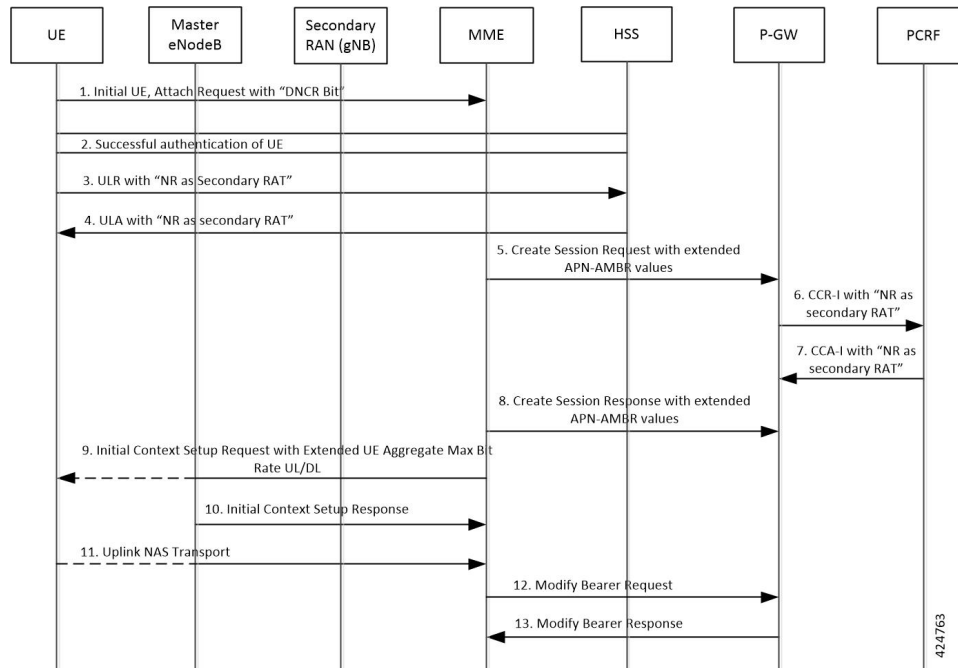 UE
Master
eNodeB
Secondary
RAN (gNB)
MME
HSS
P-GW
PCRF
1. Initial UE, Attach Request with “DNCR Bit”
2. Successful authentication of UE
3. ULR with “NR as Secondary RAT”
4. ULA with “NR as secondary RAT”
5. Create Session Request with extended
APN-AMBR values
6. CCR-I with “NR as
secondary RAT”
7. CCA-I with “NR as
secondary RAT”
8. Create Session Response with extended
APN-AMBR values
9. Initial Context Setup Request with Extended UE Aggregate Max Bit
Rate UL/DL
10. Initial Context Setup Response
11. Uplink NAS Transport
12. Modify Bearer Request
13. Modify Bearer Response
424763